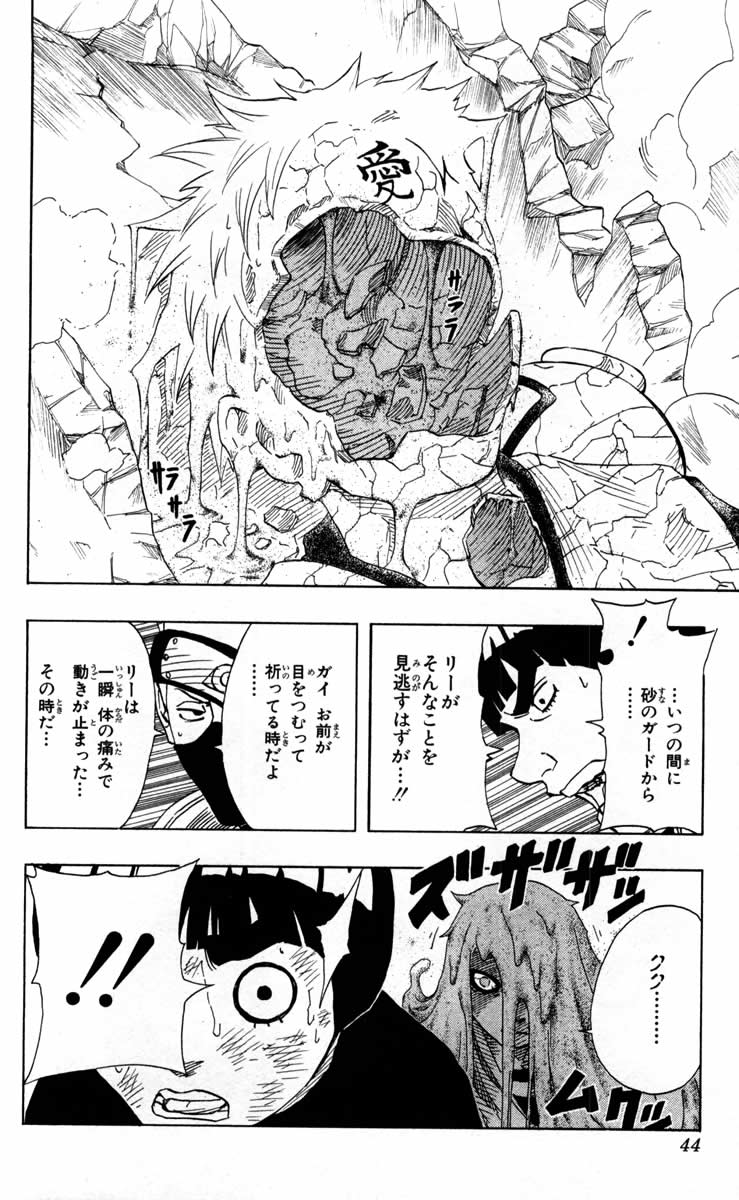 愛
サラ
ラ
サラ
サラ
!
…いつの間に
砂のガードから
リーが
そんなことを
見逃すはずが…!!
ガイ お前が
目をつむって
祈ってる時だよ
……
リーは
一瞬 体の痛みで
動きが止まった…
その時だ…
ズザザッ
クク………
ムクッ
!!
44